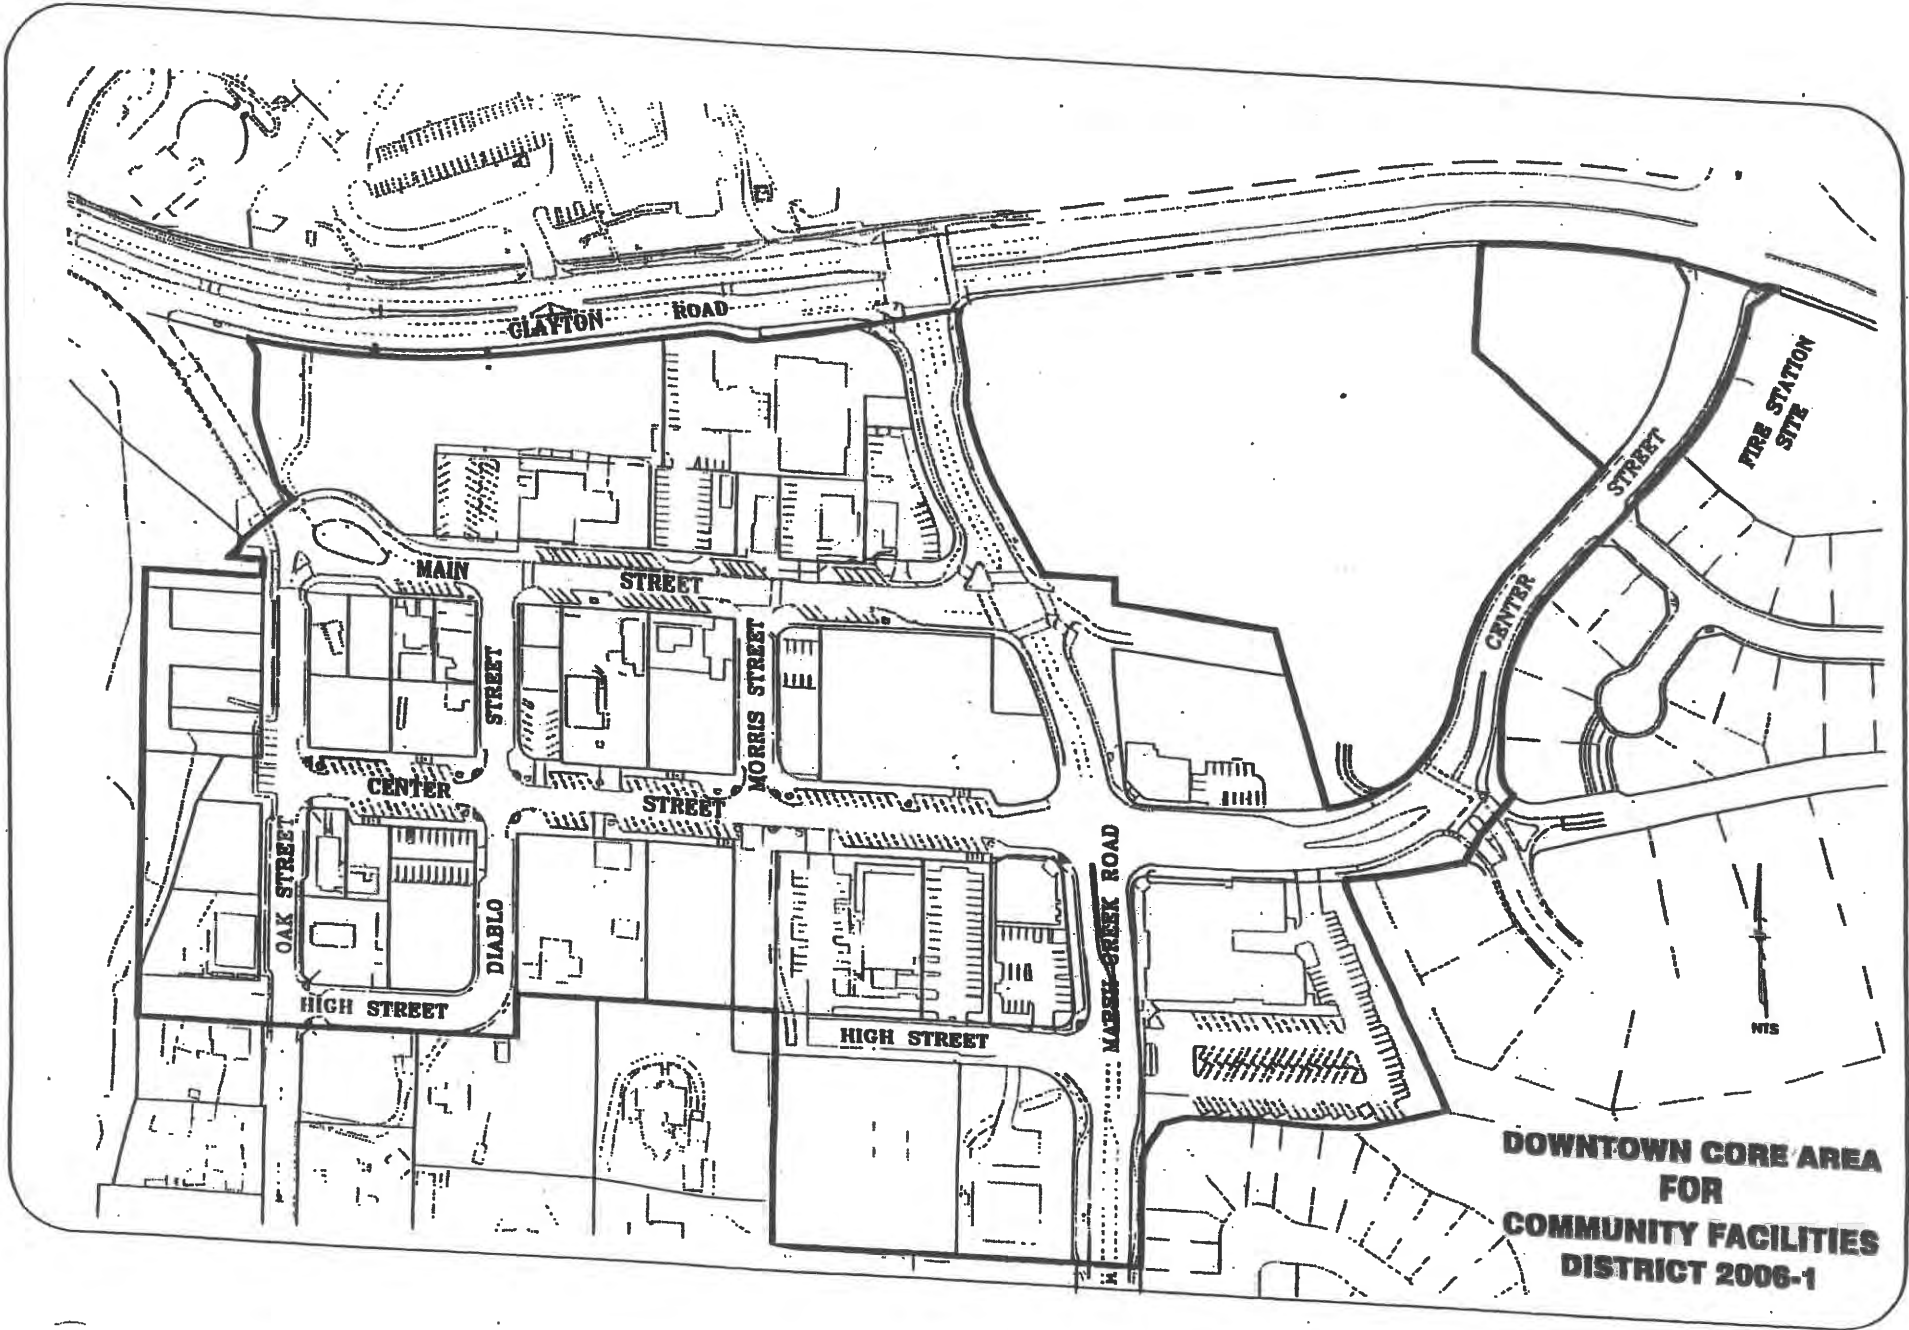 CLAYTON ROAD
FIRE STATION
SITE
STREET
CENTER
MAIN STREET
STREET
MORRIS STREET
CENTER STREET
OAK STREET
DIABLO
MARSH CREEK ROAD
HIGH STREET
HIGH STREET
NTS
DOWNTOWN CORE AREA
FOR
COMMUNITY FACILITIES
DISTRICT 2006-1